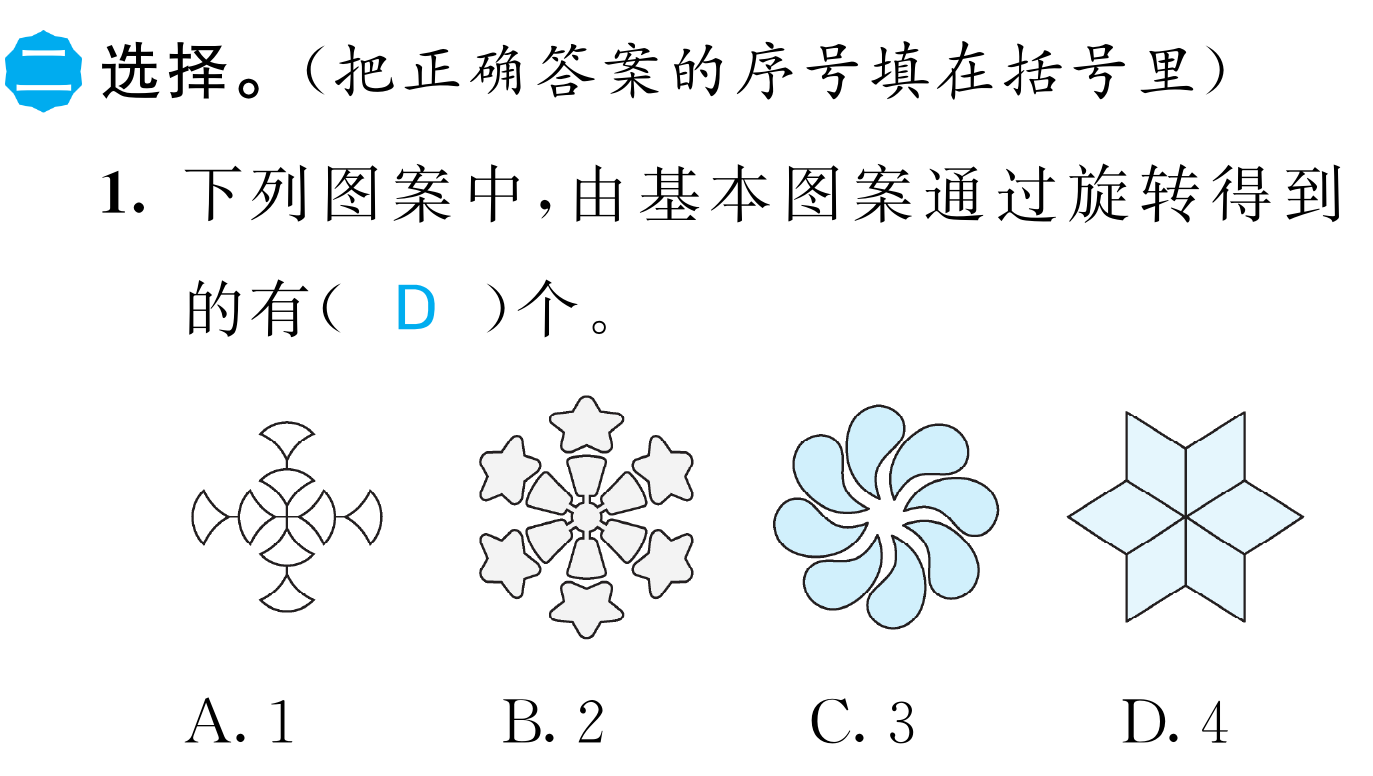 二 选择。(把正确答案的序号填在括号里)
1. 下列图案中,由基本图案通过旋转得到
的有( D )个。
A. 1 B. 2 C. 3 D. 4